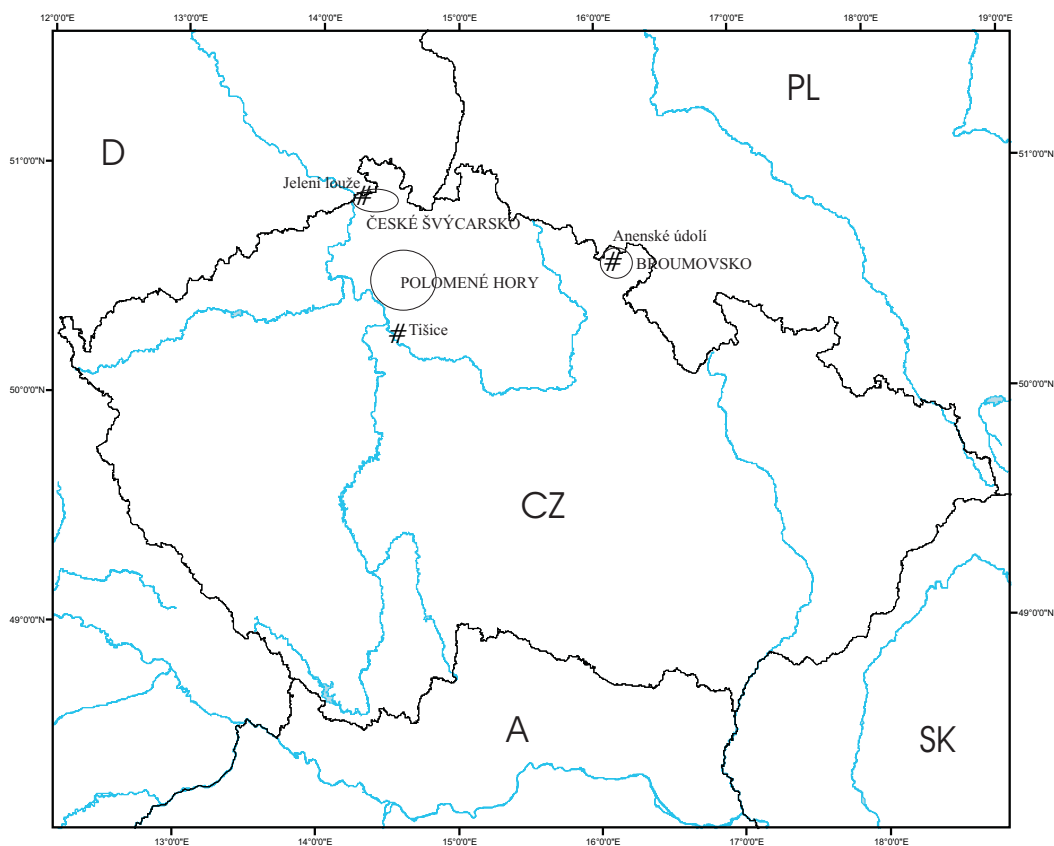 12°0'0"E 13°0'0"E 14°0'0"E 15°0'0"E 16°0'0"E 17°0'0"E 18°0'0"E 19°0'0"E
PL
D
51°0'0"N 51°0'0"N
Jelení louže
ČESKÉ ŠVÝCARSKO
Anenské údolí
BROUMOVSKO
POLOMENÉ HORY
Tišice
50°0'0"N 50°0'0"N
CZ
49°0'0"N 49°0'0"N
A
SK
13°0'0"E 14°0'0"E 15°0'0"E 16°0'0"E 17°0'0"E 18°0'0"E